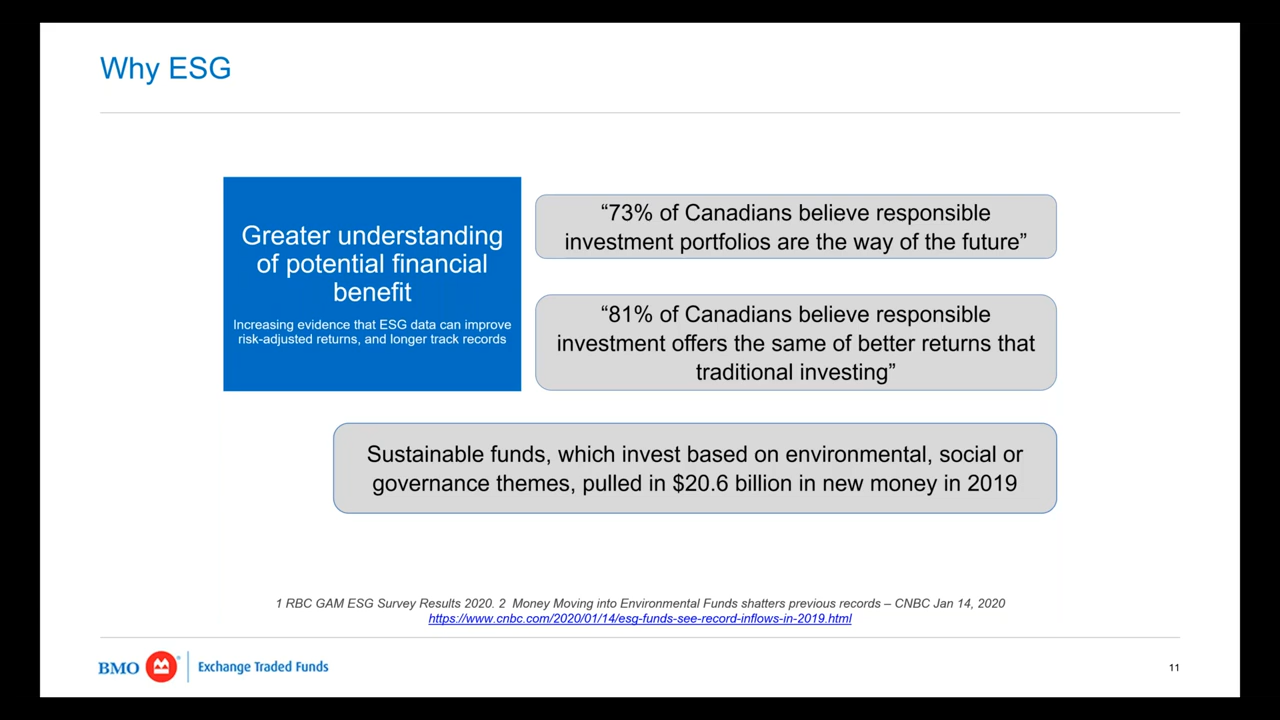 Why ESG
Greater understanding
of potential financial
benefit
Increasing evidence that ESG data can improve
risk-adjusted returns, and longer track records
“73% of Canadians believe responsible
investment portfolios are the way of the future”
“81% of Canadians believe responsible
investment offers the same of better returns that
traditional investing”
Sustainable funds, which invest based on environmental, social or
governance themes, pulled in $20.6 billion in new money in 2019
1 RBC GAM ESG Survey Results 2020. 2 Money Moving into Environmental Funds shatters previous records – CNBC Jan 14, 2020
https://www.cnbc.com/2020/01/14/esg-funds-see-record-inflows-in-2019.html
BMO Exchange Traded Funds
11